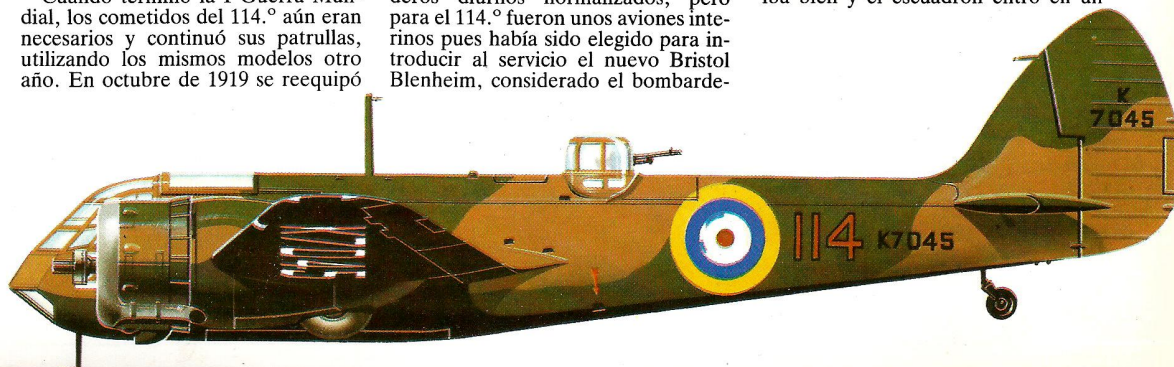 dial, los cometidos del 114.º aún eran
necesarios y continuó sus patrullas,
utilizando los mismos modelos otro
año. En octubre de 1919 se reequipó
para el 114.º fueron unos aviones inte-
rinos pues había sido elegido para in-
troducir al servicio el nuevo Bristol
Blenheim, considerado el bombarde-
K
7045
114 K7045